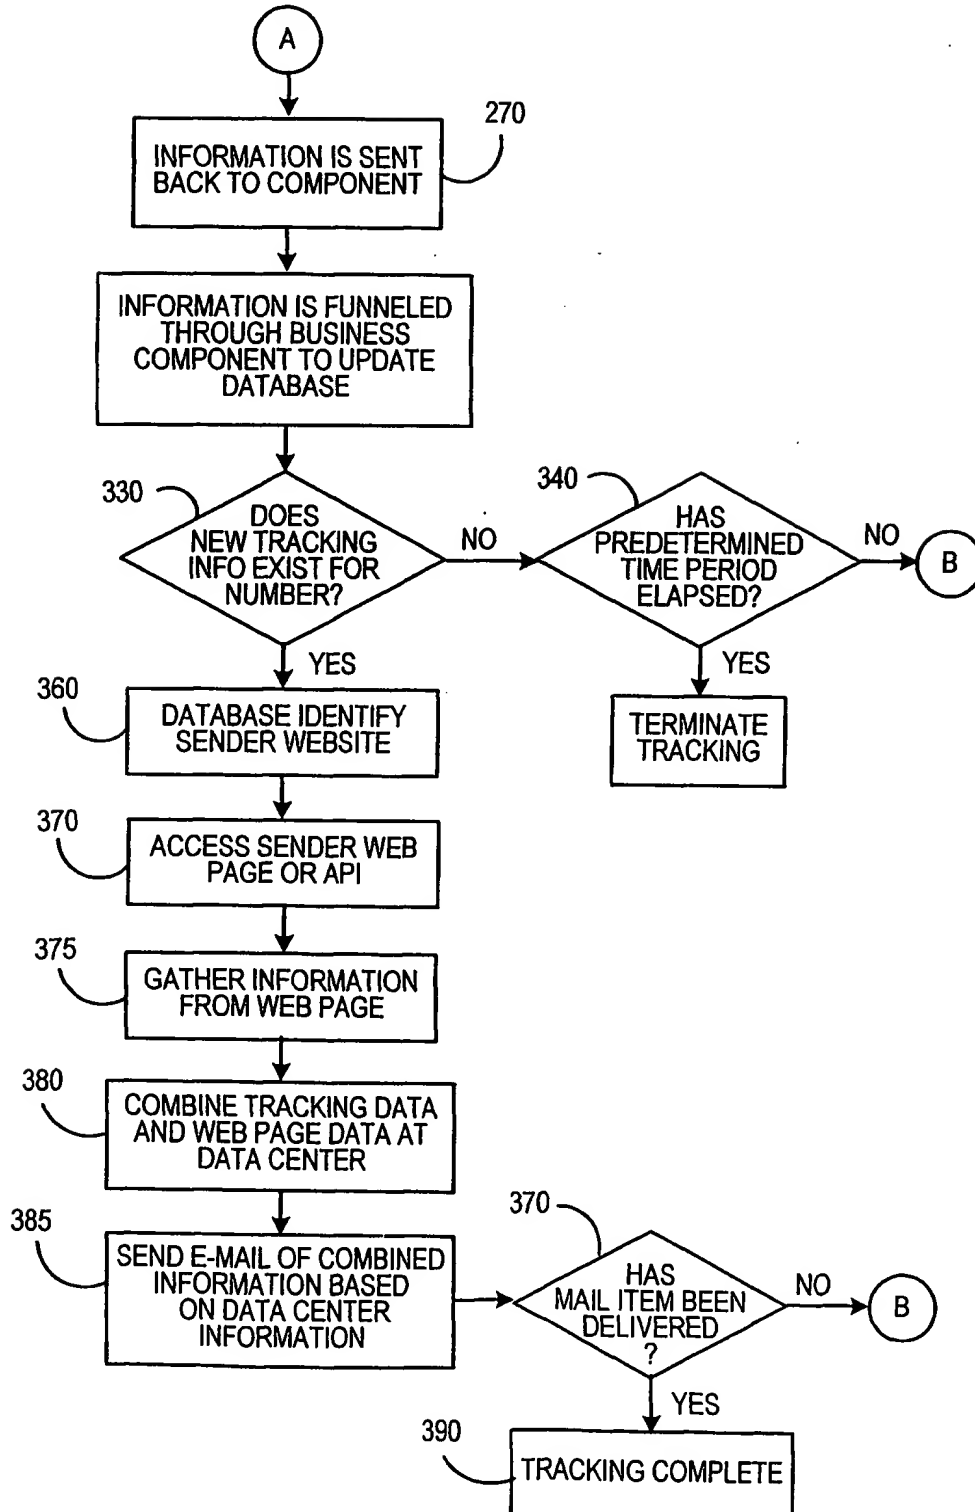 A
270
INFORMATION IS SENT
BACK TO COMPONENT
INFORMATION IS FUNNELED
THROUGH BUSINESS
COMPONENT TO UPDATE
DATABASE
330
DOES
NEW TRACKING
INFO EXIST FOR
NUMBER?
NO
340
HAS
PREDETERMINED
TIME PERIOD
ELAPSED?
NO
B
YES
YES
360
DATABASE IDENTIFY
SENDER WEBSITE
TERMINATE
TRACKING
370
ACCESS SENDER WEB
PAGE OR API
375
GATHER INFORMATION
FROM WEB PAGE
380
COMBINE TRACKING DATA
AND WEB PAGE DATA AT
DATA CENTER
385
SEND E-MAIL OF COMBINED
INFORMATION BASED
ON DATA CENTER
INFORMATION
370
HAS
MAIL ITEM BEEN
DELIVERED
?
NO
B
YES
390
TRACKING COMPLETE